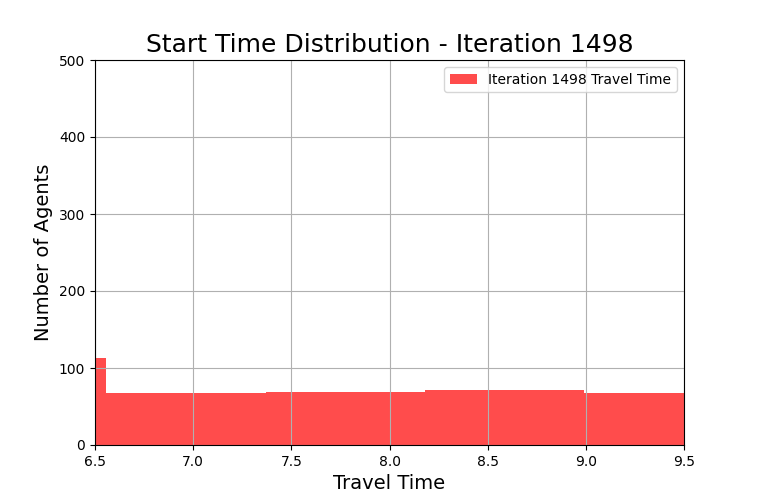 Start Time Distribution - Iteration 1498
Iteration 1498 Travel Time
Number of Agents
500
400
300
200
100
0
6.5 7.0 7.5 8.0 8.5 9.0 9.5
Travel Time